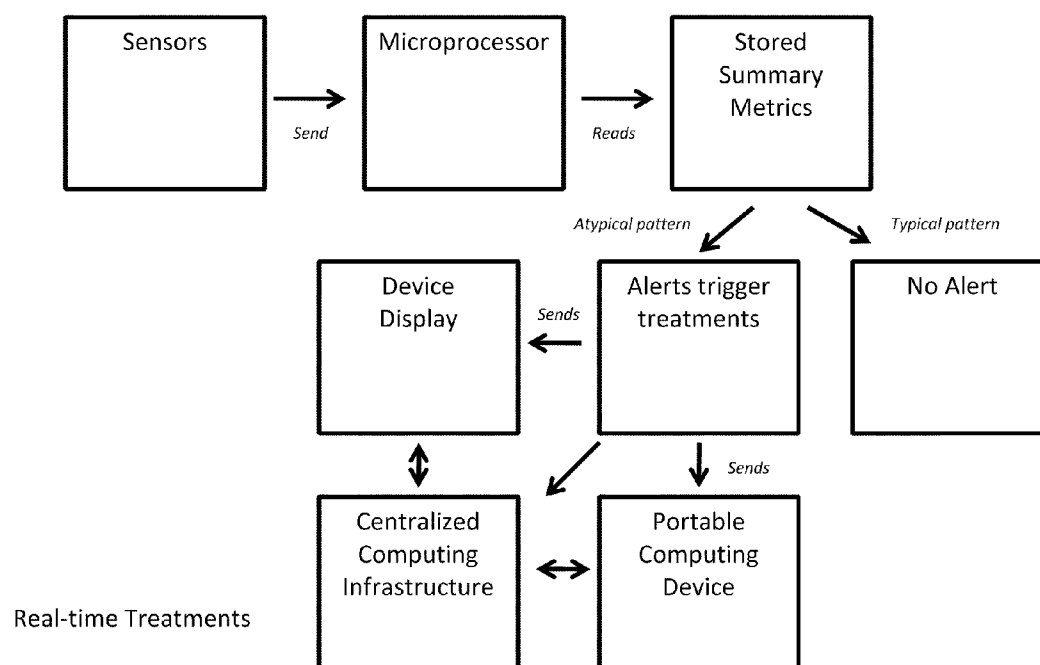 Sensors
Microprocessor
Stored
Summary
Metrics
Send
Reads
Atypical pattern
Typical pattern
Device
Display
Sends
Alerts trigger
treatments
No Alert
Sends
Centralized
Computing
Infrastructure
Portable
Computing
Device
Real-time Treatments